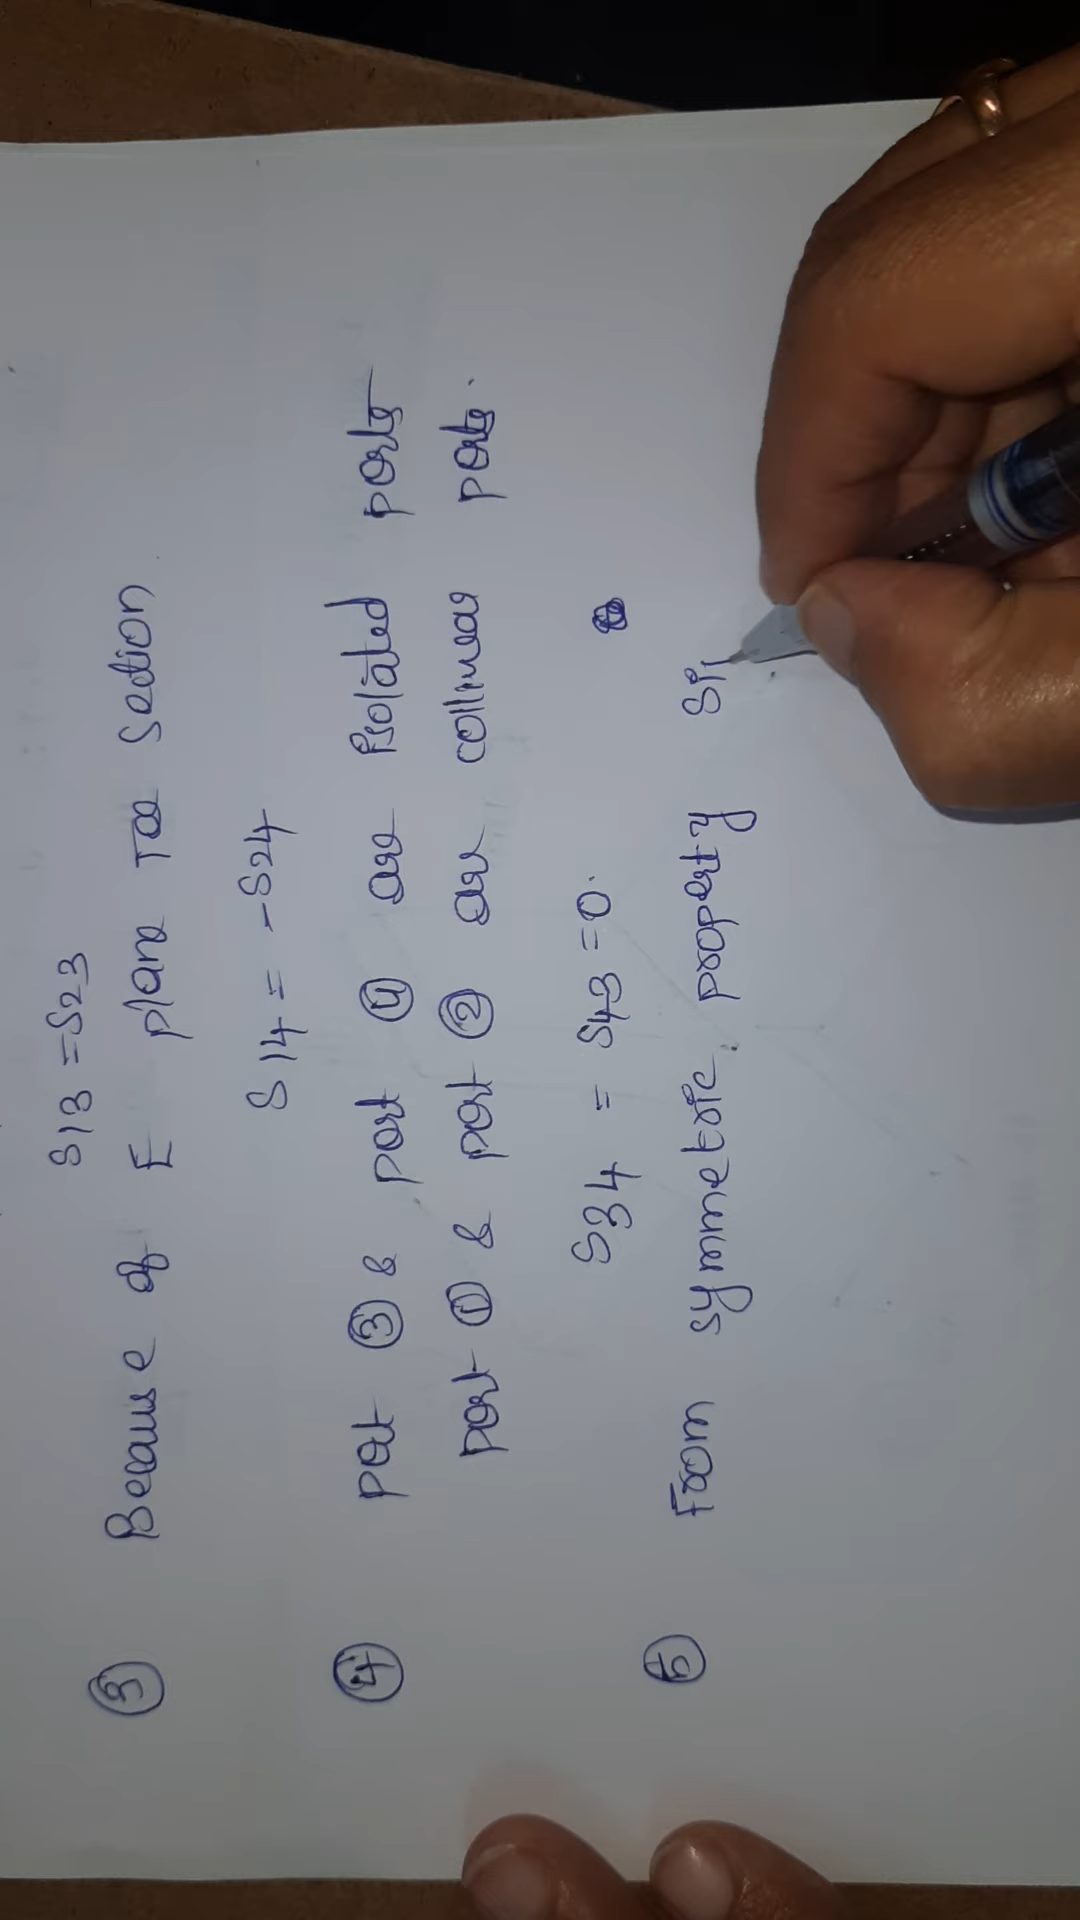 S13 = S23
③ Because of E plane Tee section
S14 = -S24
④ port ③ & port ④ are isolated ports
port ① & port ② are collinear ports.
S34 = S43 = 0.
⑤ From symmetric property Si